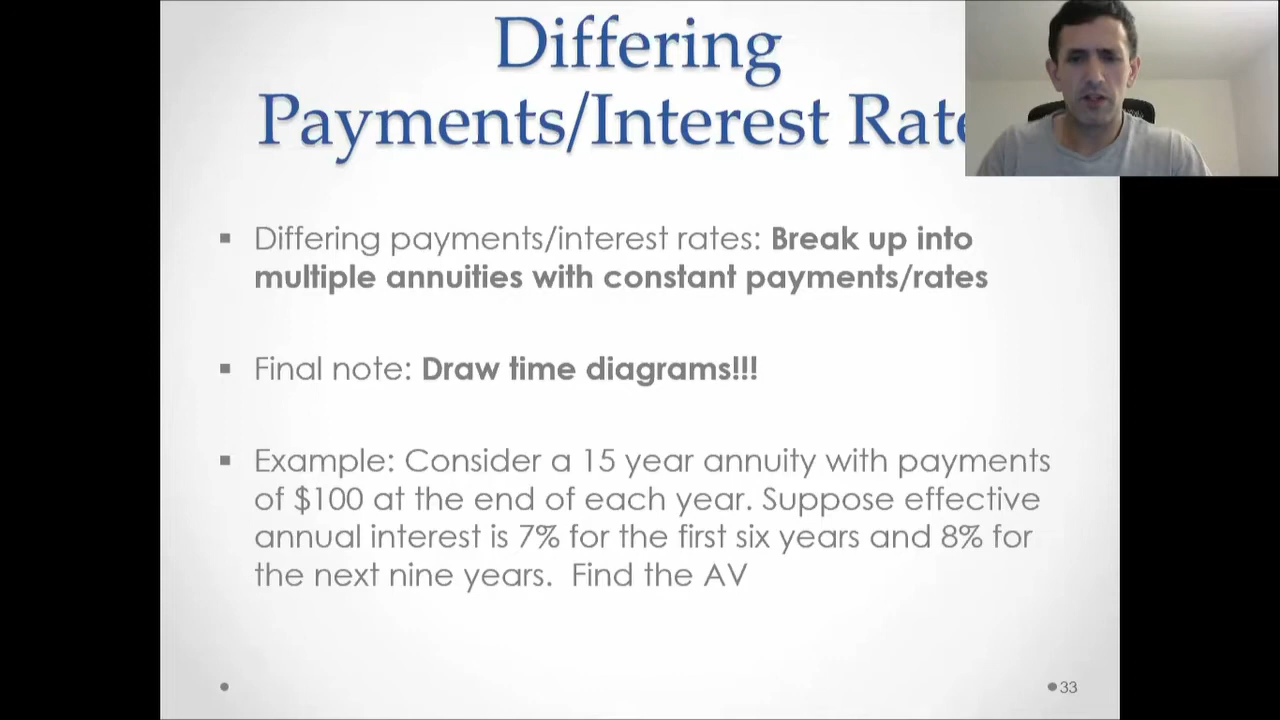 Differing
Payments/Interest Rate
▪ Differing payments/interest rates: Break up into
multiple annuities with constant payments/rates
▪ Final note: Draw time diagrams!!!
▪ Example: Consider a 15 year annuity with payments
of $100 at the end of each year. Suppose effective
annual interest is 7% for the first six years and 8% for
the next nine years. Find the AV
33